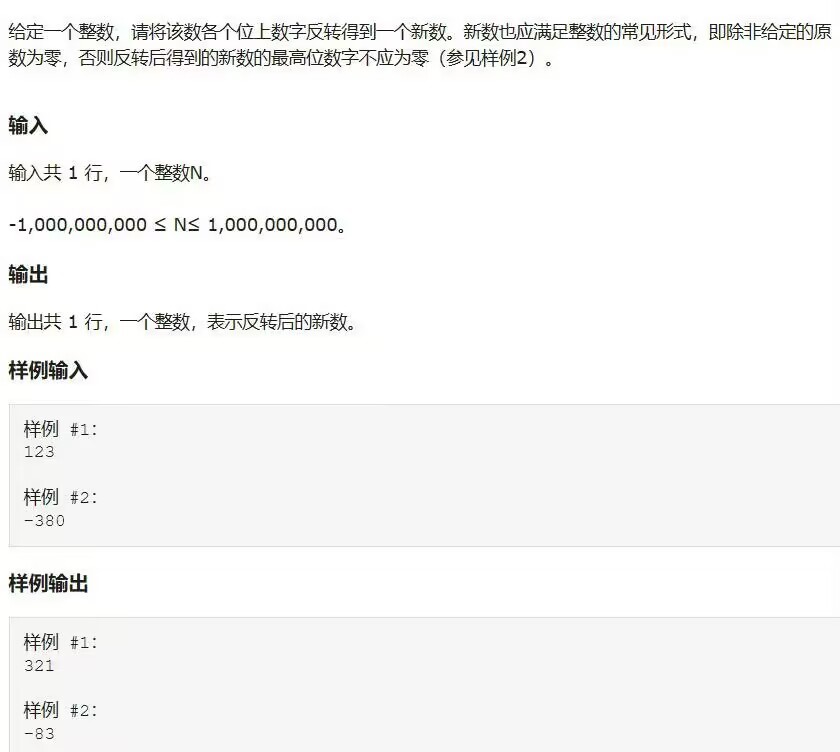 给定一个整数，请将该数各个位上数字反转得到一个新数。新数也应满足整数的常见形式，即除非给定的原
数为零，否则反转后得到的新数的最高位数字不应为零（参见样例2）。
输入
输入共 1 行，一个整数N。
-1,000,000,000 ≤ N≤ 1,000,000,000。
输出
输出共 1 行，一个整数，表示反转后的新数。
样例输入
样例 #1:
123
样例 #2:
-380
样例输出
样例 #1:
321
样例 #2:
-83